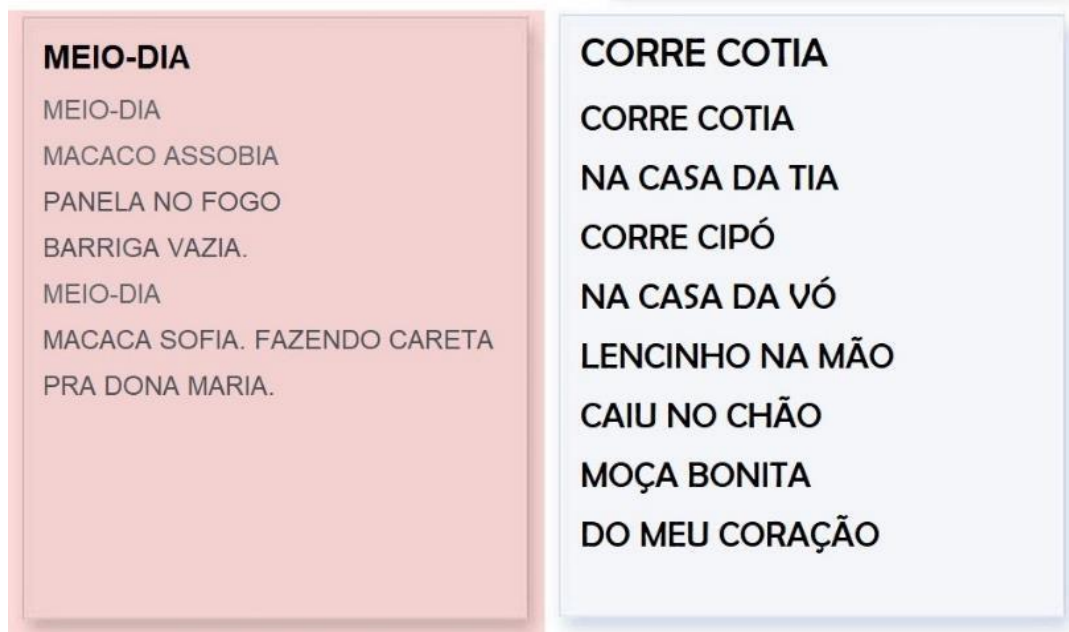 MEIO-DIA
MEIO-DIA
MACACO ASSOBIA
PANELA NO FOGO
BARRIGA VAZIA.
MEIO-DIA
MACACA SOFIA. FAZENDO CARETA
PRA DONA MARIA.
CORRE COTIA
CORRE COTIA
NA CASA DA TIA
CORRE CIPÓ
NA CASA DA VÓ
LENCINHO NA MÃO
CAIU NO CHÃO
MOÇA BONITA
DO MEU CORAÇÃO